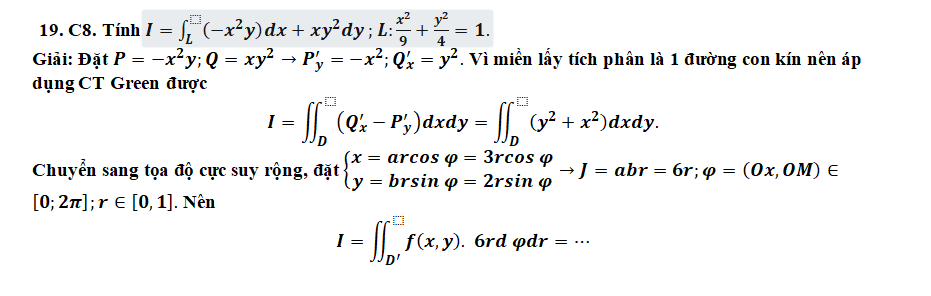 19. C8. Tính I = ∫_L^□ (−x²y) dx + xy²dy ; L: x²/9 + y²/4 = 1.
Giải: Đặt P = −x²y; Q = xy² → P'_y = −x²; Q'_x = y². Vì miền lấy tích phân là 1 đường con kín nên áp
dụng CT Green được
I = ∬_D^□ (Q'_x − P'_y)dxdy = ∬_D^□ (y² + x²)dxdy.
Chuyển sang tọa độ cực suy rộng, đặt {x = arcos φ = 3rcos φ; y = brsin φ = 2rsin φ → J = abr = 6r; φ = (Ox, OM) ∈
[0; 2π]; r ∈ [0, 1]. Nên
I = ∬_D'^□ f(x, y). 6rd φdr = ⋯